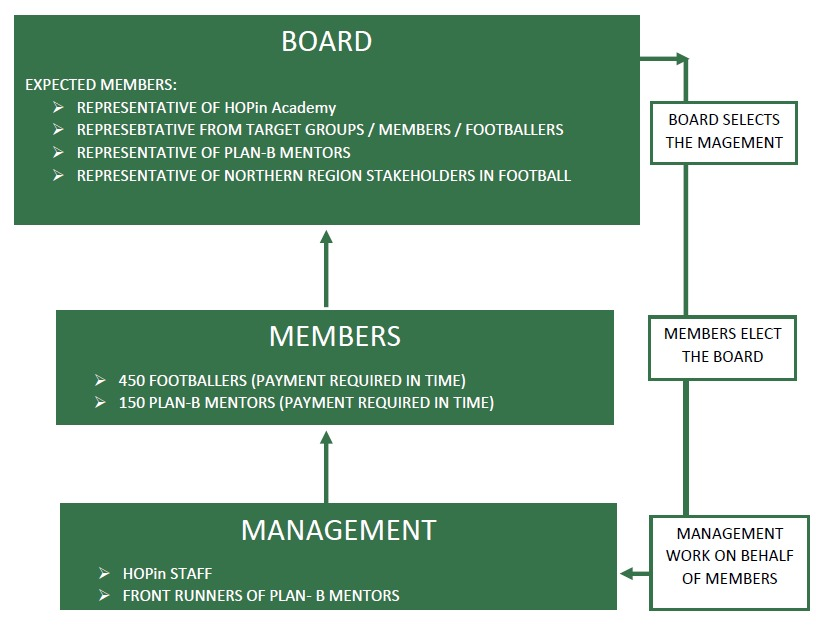 BOARD
EXPECTED MEMBERS:
➢ REPRESENTATIVE OF HOPin Academy
➢ REPRESEBTATIVE FROM TARGET GROUPS / MEMBERS / FOOTBALLERS
➢ REPRESENTATIVE OF PLAN-B MENTORS
➢ REPRESENTATIVE OF NORTHERN REGION STAKEHOLDERS IN FOOTBALL
BOARD SELECTS
THE MAGEMENT
MEMBERS
➢ 450 FOOTBALLERS (PAYMENT REQUIRED IN TIME)
➢ 150 PLAN-B MENTORS (PAYMENT REQUIRED IN TIME)
MEMBERS ELECT
THE BOARD
MANAGEMENT
➢ HOPin STAFF
➢ FRONT RUNNERS OF PLAN- B MENTORS
MANAGEMENT
WORK ON BEHALF
OF MEMBERS